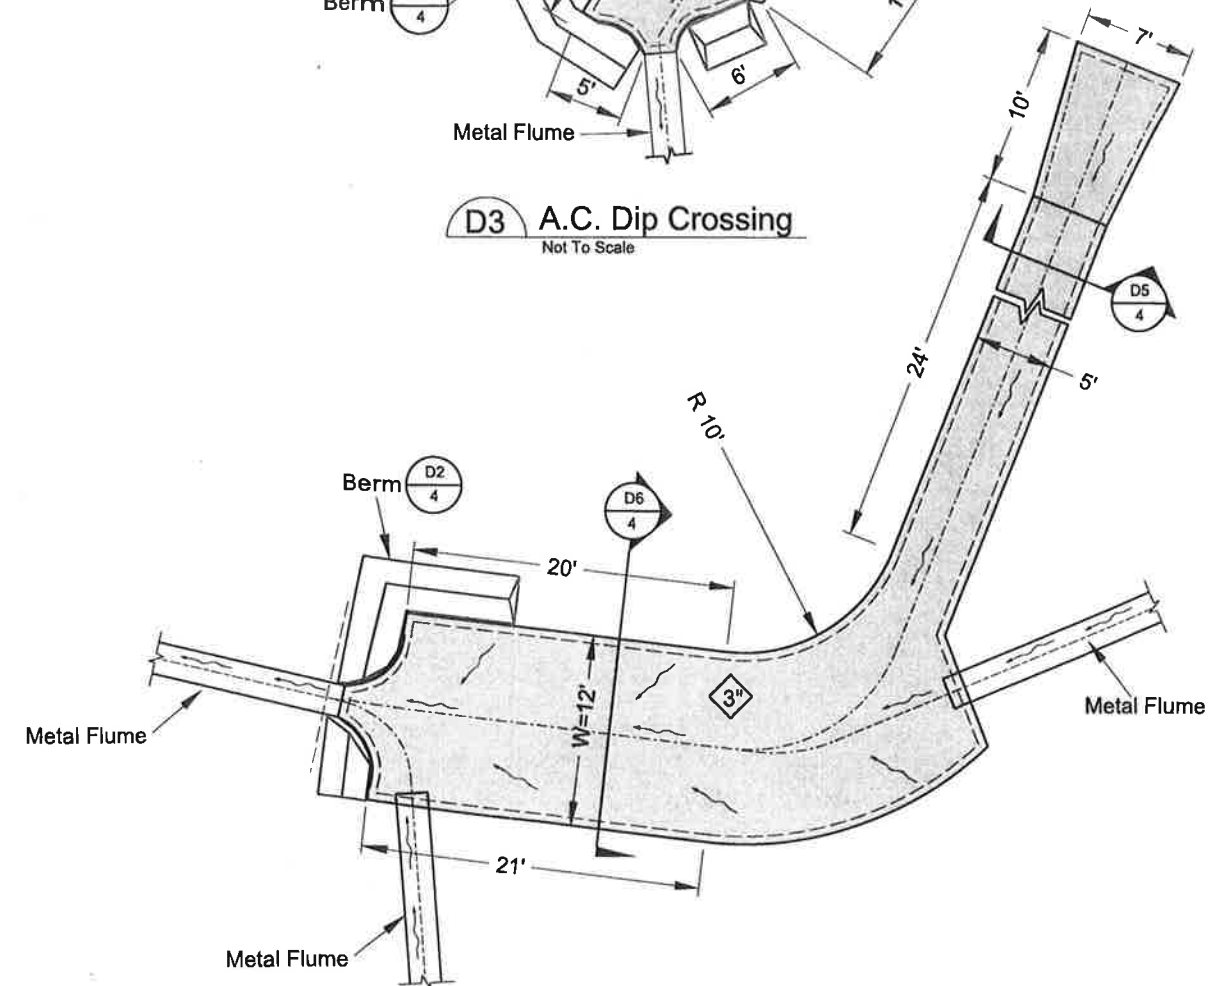 Berm
4
5'
6'
1
Metal Flume
D3 A.C. Dip Crossing
Not To Scale
7'
10'
D5
4
24'
5'
R 10'
Berm
D2
4
D6
4
20'
W=12'
3"
Metal Flume
Metal Flume
21'
Metal Flume